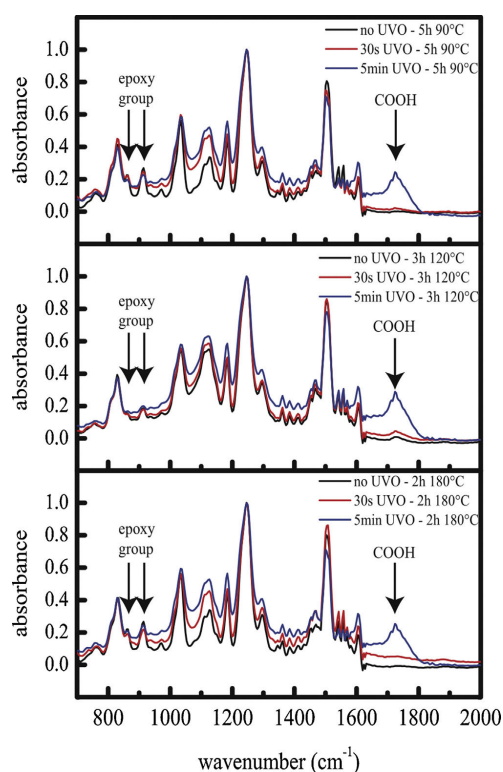 no UVO - 5h 90°C
30s UVO - 5h 90°C
5min UVO - 5h 90°C
epoxy
group
COOH
absorbance
1.0
0.8
0.6
0.4
0.2
0.0
no UVO - 3h 120°C
30s UVO - 3h 120°C
5min UVO - 3h 120°C
epoxy
group
COOH
absorbance
1.0
0.8
0.6
0.4
0.2
0.0
no UVO - 2h 180°C
30s UVO - 2h 180°C
5min UVO - 2h 180°C
epoxy
group
COOH
absorbance
1.0
0.8
0.6
0.4
0.2
0.0
800 1000 1200 1400 1600 1800 2000
wavenumber (cm⁻¹)